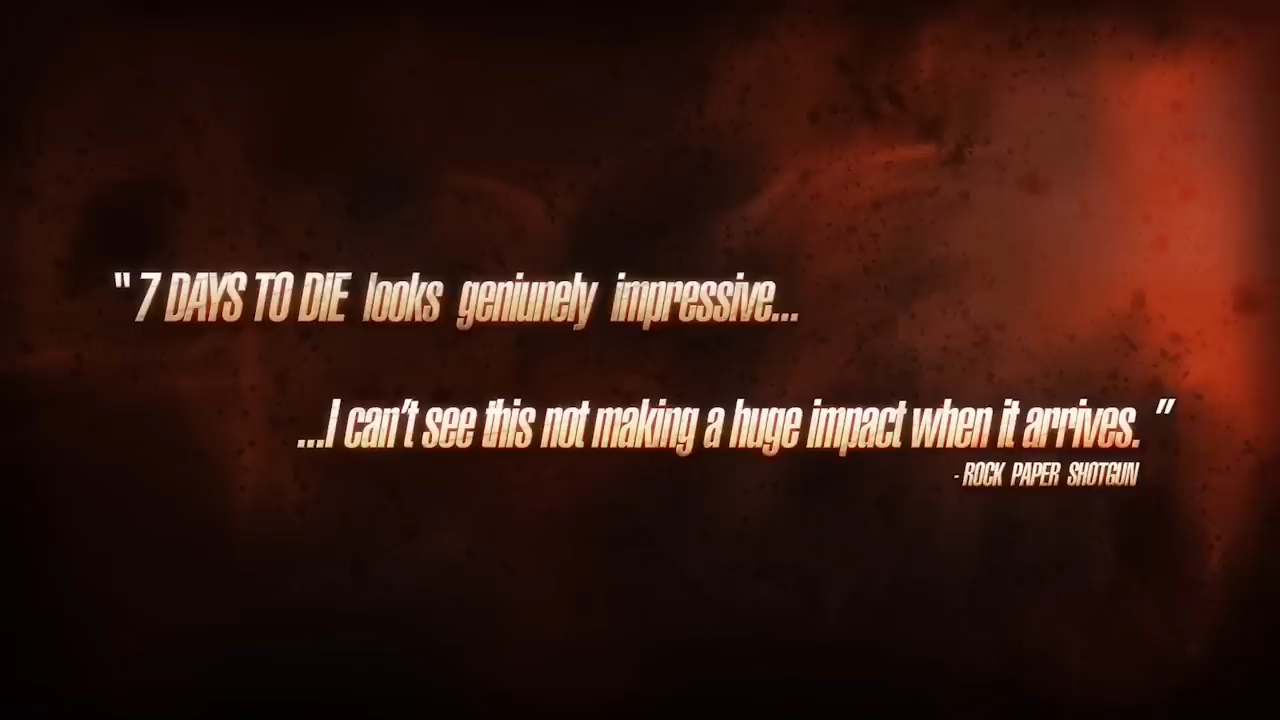 " 7 DAYS TO DIE looks geniunely impressive...
...I can't see this not making a huge impact when it arrives. "
- ROCK PAPER SHOTGUN